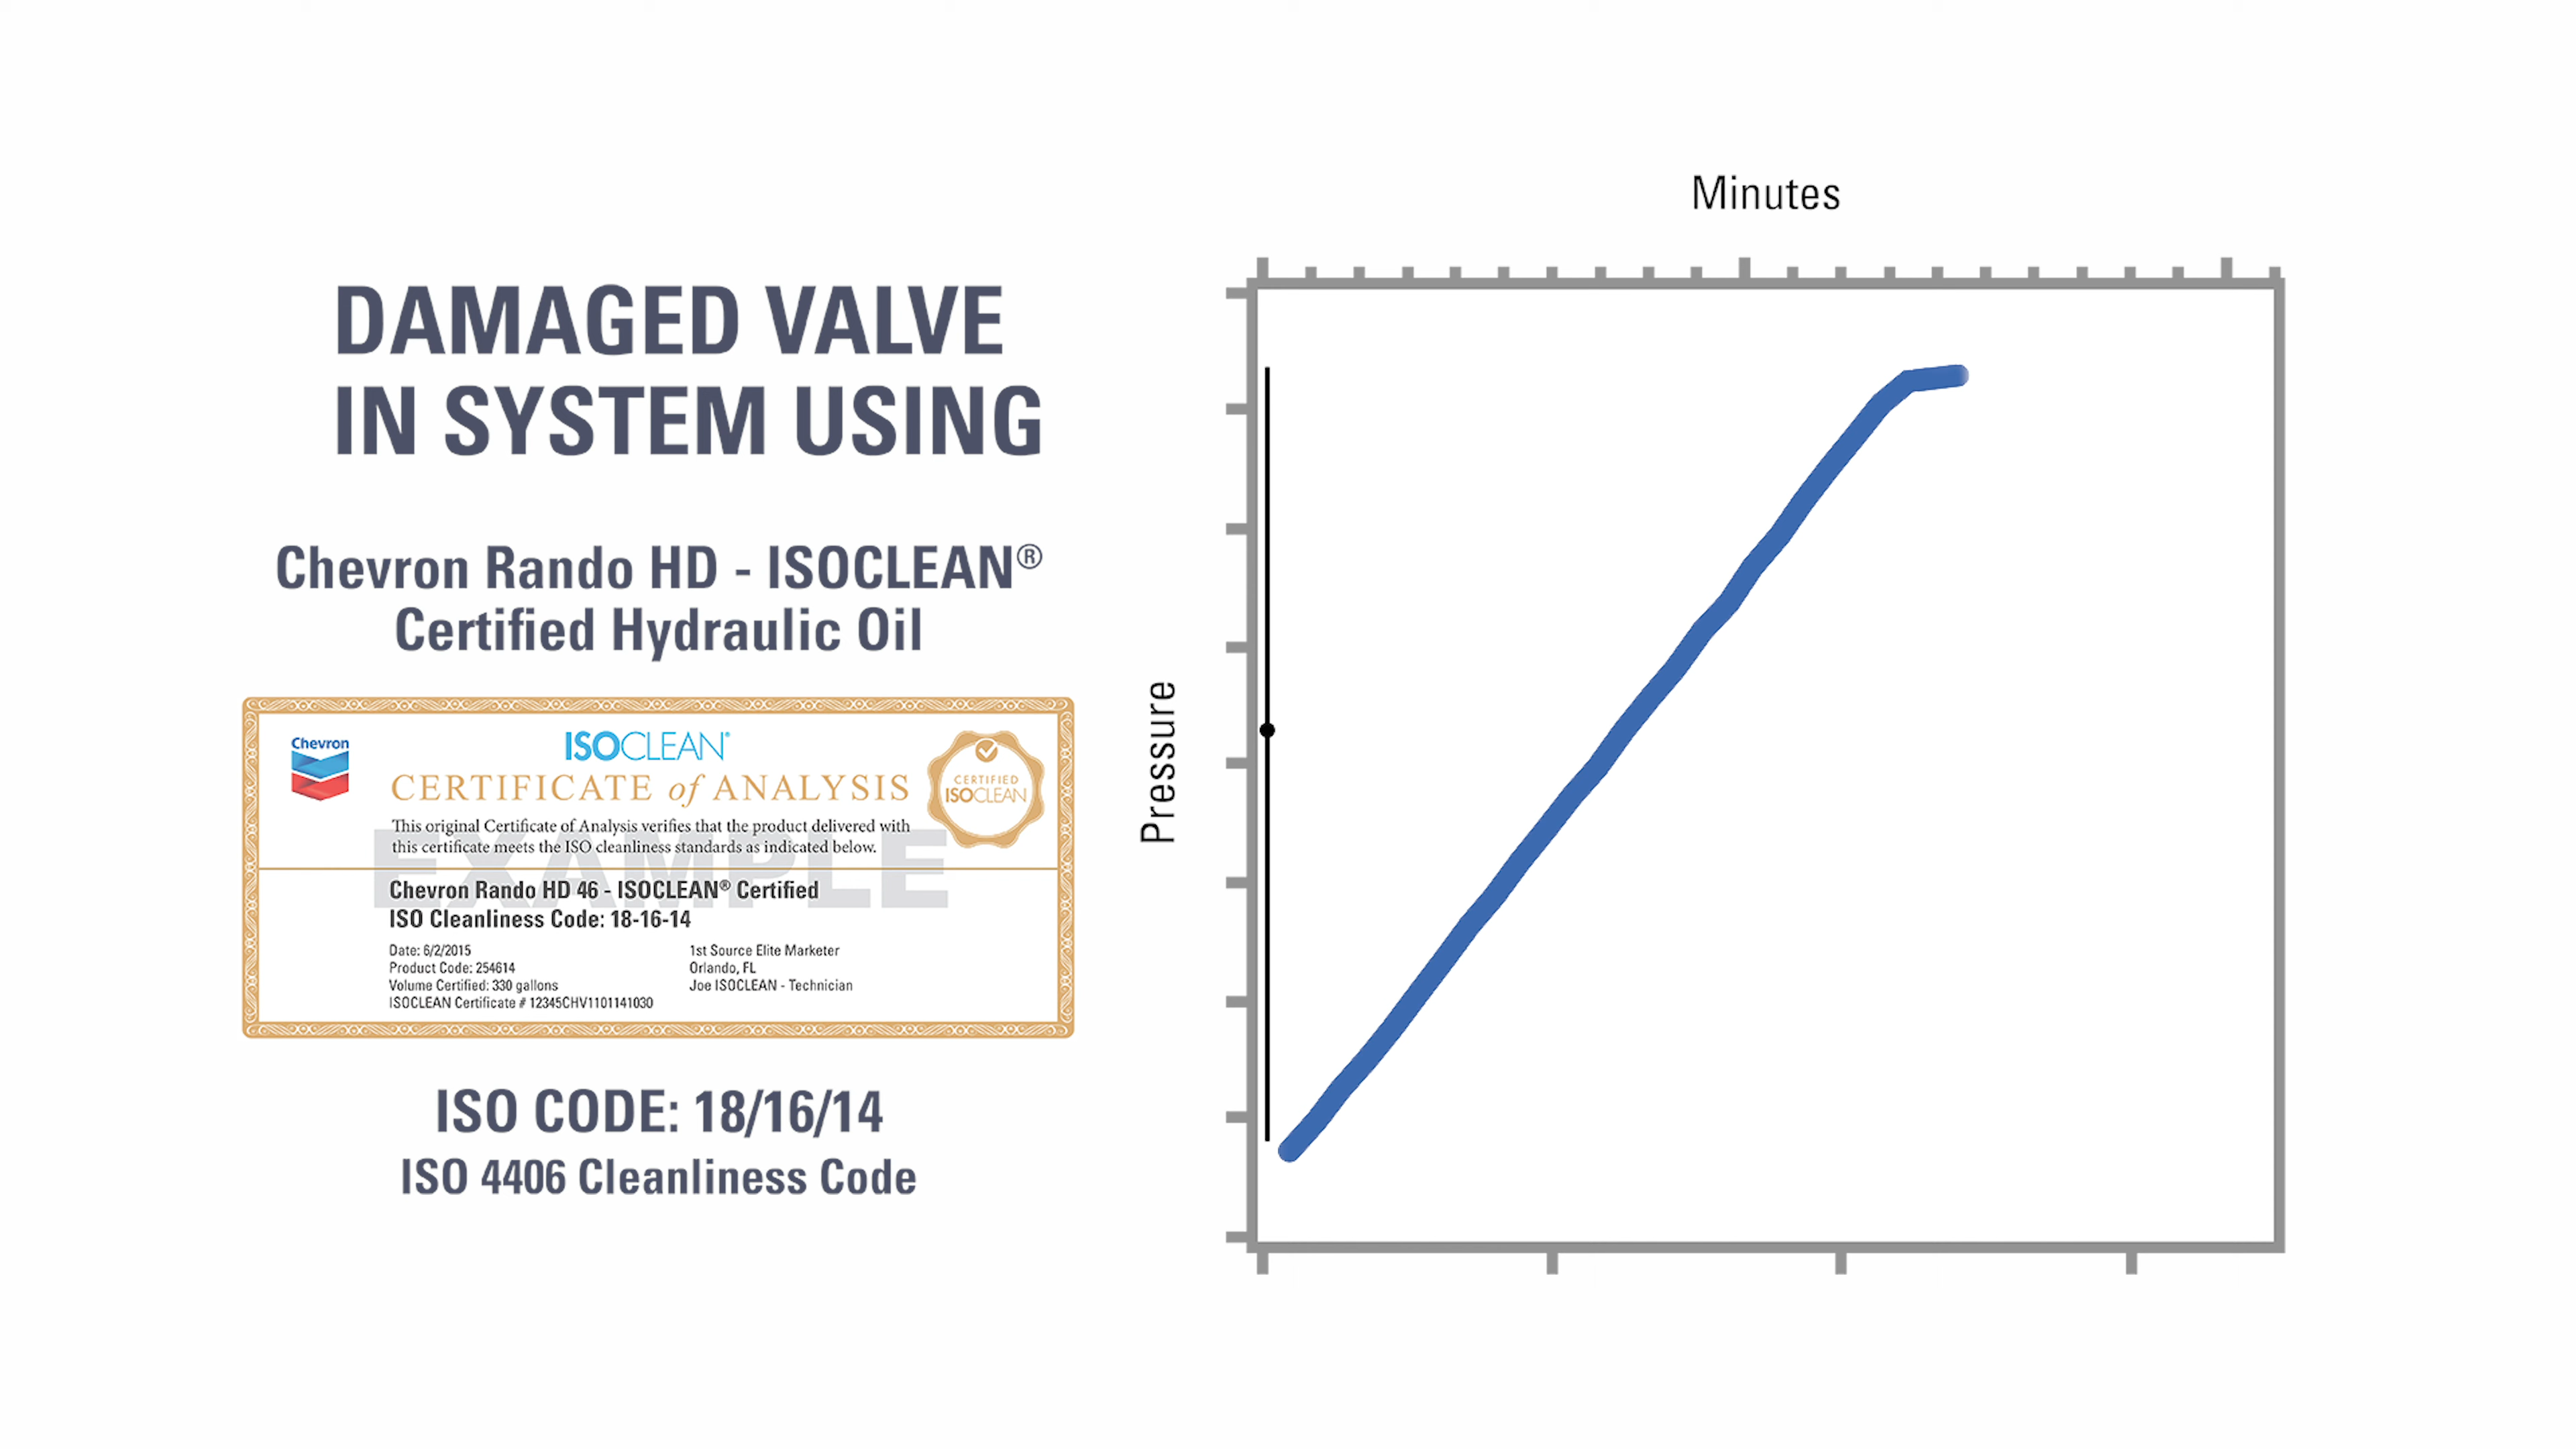 DAMAGED VALVE
IN SYSTEM USING
Chevron Rando HD - ISOCLEAN®
Certified Hydraulic Oil
Chevron
ISOCLEAN®
CERTIFICATE of ANALYSIS
CERTIFIED
ISOCLEAN
This original Certificate of Analysis verifies that the product delivered with
this certificate meets the ISO cleanliness standards as indicated below.
EXAMPLE
Chevron Rando HD 46 - ISOCLEAN® Certified
ISO Cleanliness Code: 18-16-14
Date: 6/2/2015
Product Code: 254614
Volume Certified: 330 gallons
ISOCLEAN Certificate # 12345CHV1101141030
1st Source Elite Marketer
Orlando, FL
Joe ISOCLEAN - Technician
ISO CODE: 18/16/14
ISO 4406 Cleanliness Code
Minutes
Pressure